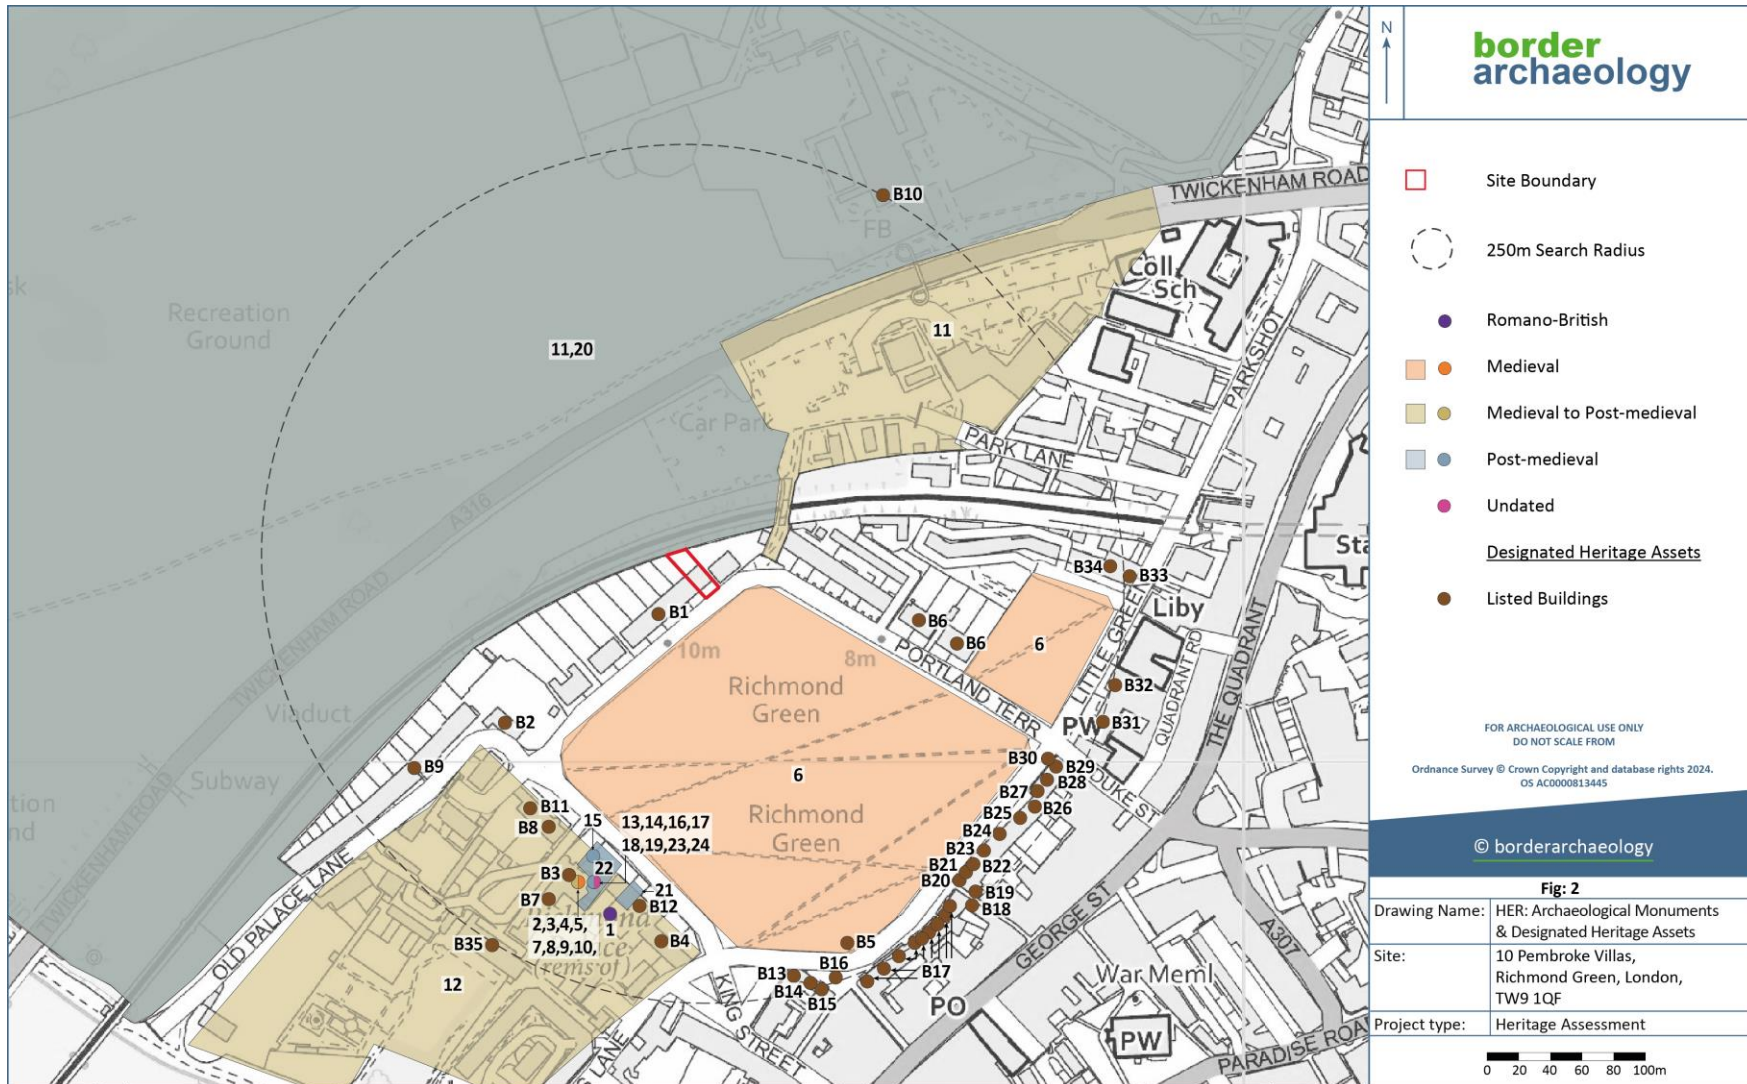 N
border
archaeology
Site Boundary
250m Search Radius
Romano-British
Medieval
Medieval to Post-medieval
Post-medieval
Undated
Designated Heritage Assets
Listed Buildings
FOR ARCHAEOLOGICAL USE ONLY
DO NOT SCALE FROM
Ordnance Survey © Crown Copyright and database rights 2024.
OS AC0000813445
© borderarchaeology
Fig: 2
Drawing Name: HER: Archaeological Monuments
& Designated Heritage Assets
Site: 10 Pembroke Villas,
Richmond Green, London,
TW9 1QF
Project type: Heritage Assessment
0 20 40 60 80 100m
B10
FB
TWICKENHAM ROAD
Coll
Sch
Recreation
Ground
11
11,20
PARKSHOT
Car Park
PARK LANE
A316
TWICKENHAM ROAD
Sta
B34
B33
Liby
B1
B6
B6
6
10m
8m
PORTLAND TERR
LITTLE GREEN
QUADRANT RD
THE QUADRANT
Richmond
Green
B32
B2
PW
B31
Viaduct
B9
Subway
6
B30
B29
B28
DUKE ST
B27
B26
B11
B8
15
13,14,16,17
18,19,23,24
Richmond
Green
B25
B24
B23
B21
B22
B20
B3
22
21
B19
B7
B12
B18
2,3,4,5,
7,8,9,10,
1
(rems of)
B35
B4
B5
TWICKENHAM ROAD
OLD PALACE LANE
12
B13
B16
B17
B14
B15
GEORGE ST
A307
KING STREET
PO
War Meml
PW
LANE
PARADISE ROAD